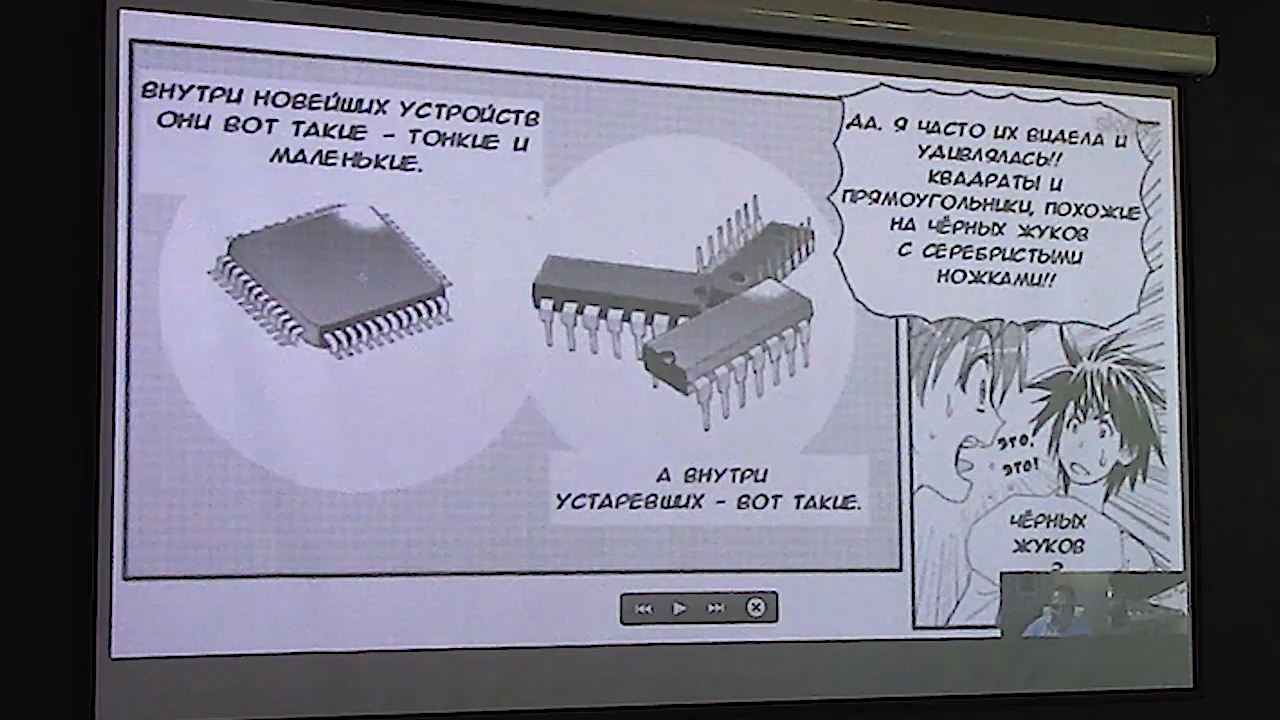 ВНУТРИ НОВЕЙШИХ УСТРОЙСТВ
ОНИ ВОТ ТАКИЕ - ТОНКИЕ И
МАЛЕНЬКИЕ.
А ВНУТРИ
УСТАРЕВШИХ - ВОТ ТАКИЕ.
ДА. Я ЧАСТО ИХ ВИДЕЛА И
УДИВЛЯЛАСЬ!!
КВАДРАТЫ И
ПРЯМОУГОЛЬНИКИ, ПОХОЖИЕ
НА ЧЁРНЫХ ЖУКОВ
С СЕРЕБРИСТЫМИ
НОЖКАМИ!!
ЭТО,
ЭТО!
ЧЁРНЫХ
ЖУКОВ
?